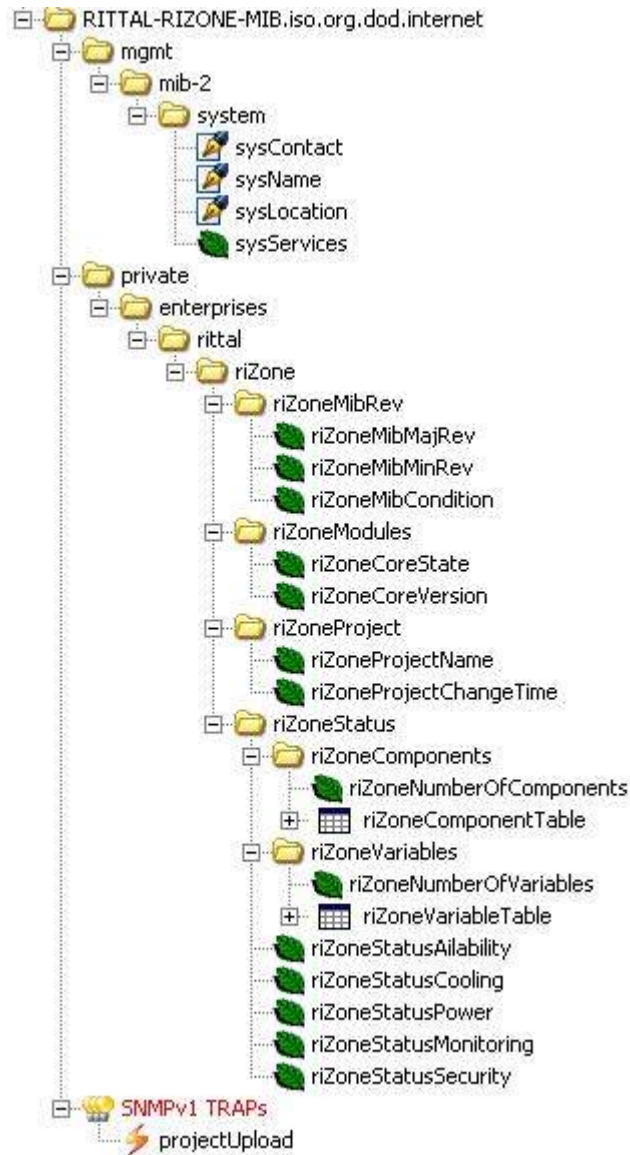 RITTAL-RIZONE-MIB.iso.org.dod.internet
mgmt
mib-2
system
sysContact
sysName
sysLocation
sysServices
private
enterprises
rittal
riZone
riZoneMibRev
riZoneMibMajRev
riZoneMibMinRev
riZoneMibCondition
riZoneModules
riZoneCoreState
riZoneCoreVersion
riZoneProject
riZoneProjectName
riZoneProjectChangeTime
riZoneStatus
riZoneComponents
riZoneNumberOfComponents
riZoneComponentTable
riZoneVariables
riZoneNumberOfVariables
riZoneVariableTable
riZoneStatusAilability
riZoneStatusCooling
riZoneStatusPower
riZoneStatusMonitoring
riZoneStatusSecurity
SNMPv1 TRAPs
projectUpload